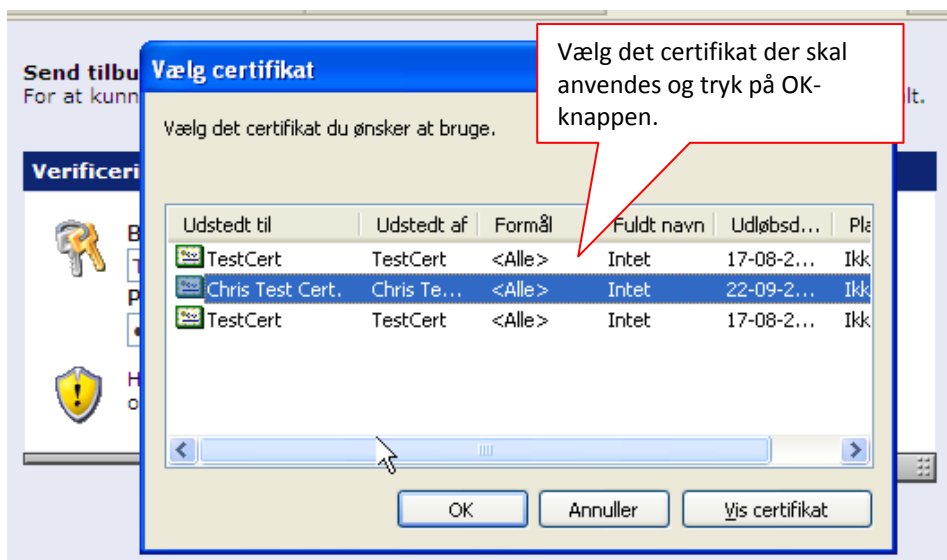 Send tilbu
For at kunn
lt.
Vælg certifikat
Vælg det certifikat der skal
anvendes og tryk på OK-
knappen.
Vælg det certifikat du ønsker at bruge.
Verificeri
Udstedt til Udstedt af Formål Fuldt navn Udløbsd... Pla
TestCert TestCert <Alle> Intet 17-08-2... Ikk
Chris Test Cert. Chris Te... <Alle> Intet 22-09-2... Ikk
TestCert TestCert <Alle> Intet 17-08-2... Ikk
B
T
P
H
o
OK Annuller Vis certifikat